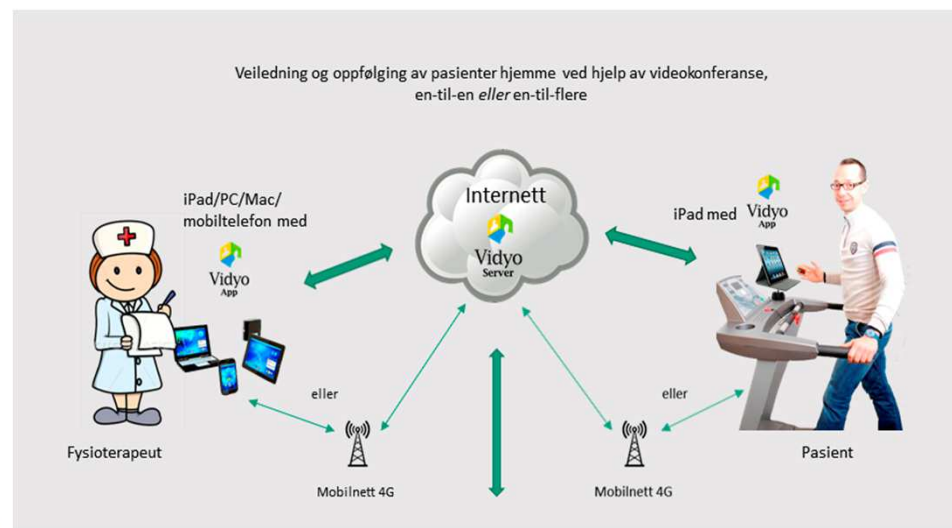 Veiledning og oppfølging av pasienter hjemme ved hjelp av videokonferanse,
en-til-en eller en-til-flere
iPad/PC/Mac/
mobiltelefon med
Vidyo
App
Internett
Vidyo
Server
iPad med
Vidyo
App
eller
eller
Fysioterapeut
Mobilnett 4G
Mobilnett 4G
Pasient